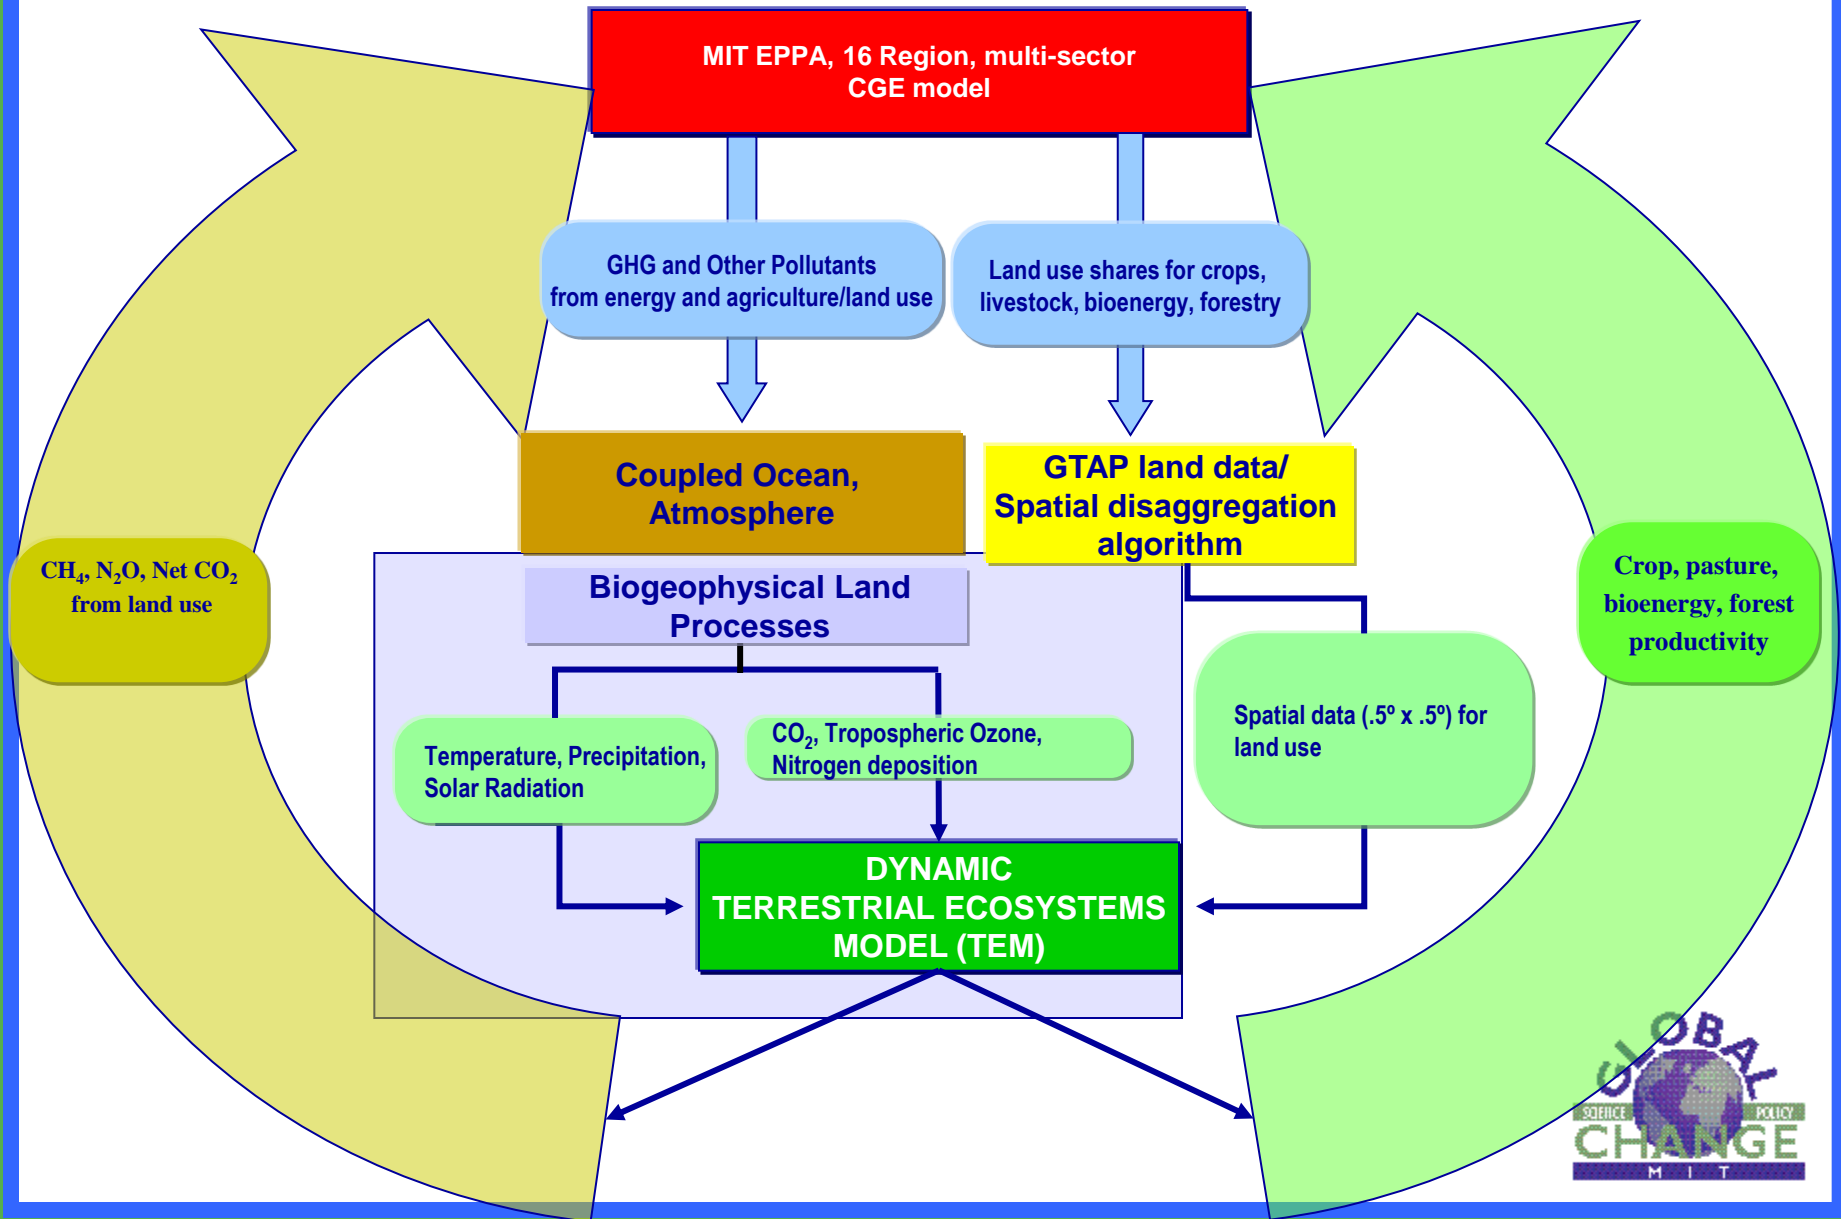 MIT EPPA, 16 Region, multi-sector
CGE model
GHG and Other Pollutants
from energy and agriculture/land use
Land use shares for crops,
livestock, bioenergy, forestry
Coupled Ocean,
Atmosphere
GTAP land data/
Spatial disaggregation
algorithm
CH₄, N₂O, Net CO₂
from land use
Biogeophysical Land
Processes
Crop, pasture,
bioenergy, forest
productivity
Temperature, Precipitation,
Solar Radiation
CO₂, Tropospheric Ozone,
Nitrogen deposition
Spatial data (.5º x .5º) for
land use
DYNAMIC
TERRESTRIAL ECOSYSTEMS
MODEL (TEM)
GLOBAL
SCIENCE POLICY
CHANGE
MIT